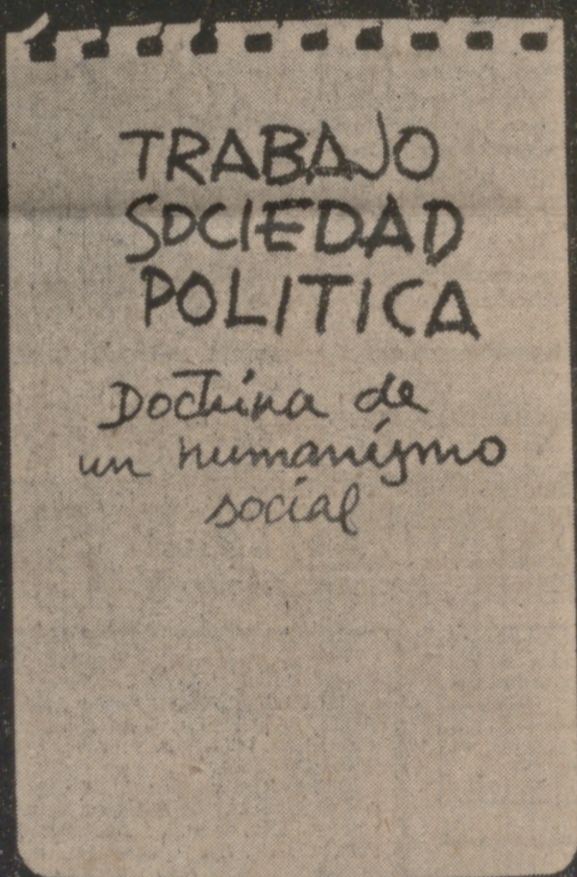 TRABAJO
SOCIEDAD
POLITICA
Doctrina de
un humanismo
social